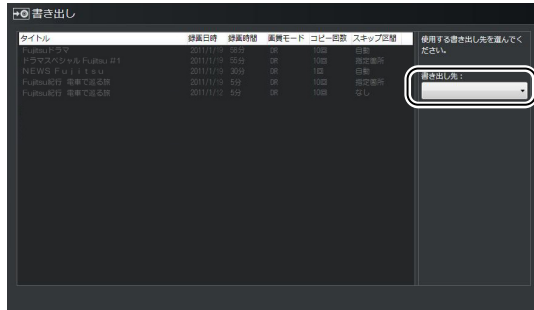 書き出し
タイトル 録画日時 録画時間 画質モード コピー回数 スキップ区間
Fujitsuドラマ 2011/1/19 58分 DR 10回 自動
ドラマスペシャル Fujitsu #1 2011/1/19 55分 DR 10回 指定箇所
NEWS Fujitsu 2011/1/19 30分 DR 1回 自動
Fujitsu紀行 電車で巡る旅 2011/1/19 5分 DR 10回 指定箇所
Fujitsu紀行 電車で巡る旅 2011/1/12 5分 DR 10回 なし
使用する書き出し先を選んでく
ださい。
書き出し先：